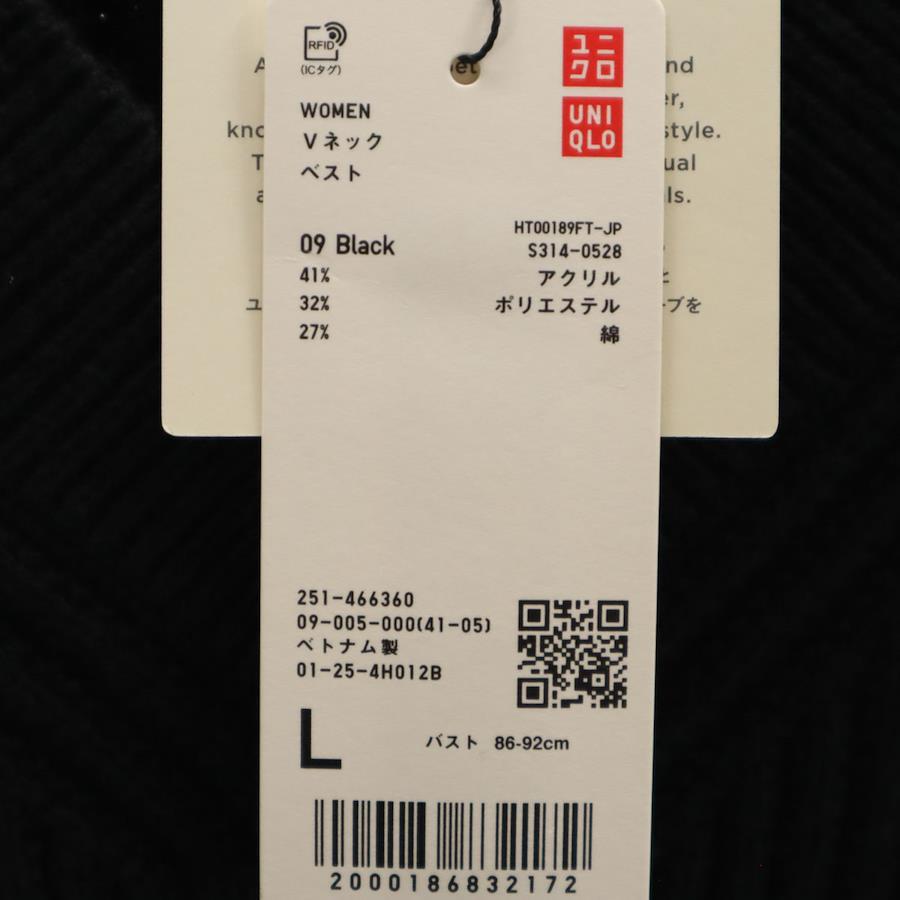 RFID
(ICタグ)
ユニ
クロ
UNI
QLO
WOMEN
Vネック
ベスト
HT00189FT-JP
09 Black
S314-0528
41% アクリル
32% ポリエステル
27% 綿
251-466360
09-005-000(41-05)
ベトナム製
01-25-4H012B
L
バスト 86-92cm
2000186832172